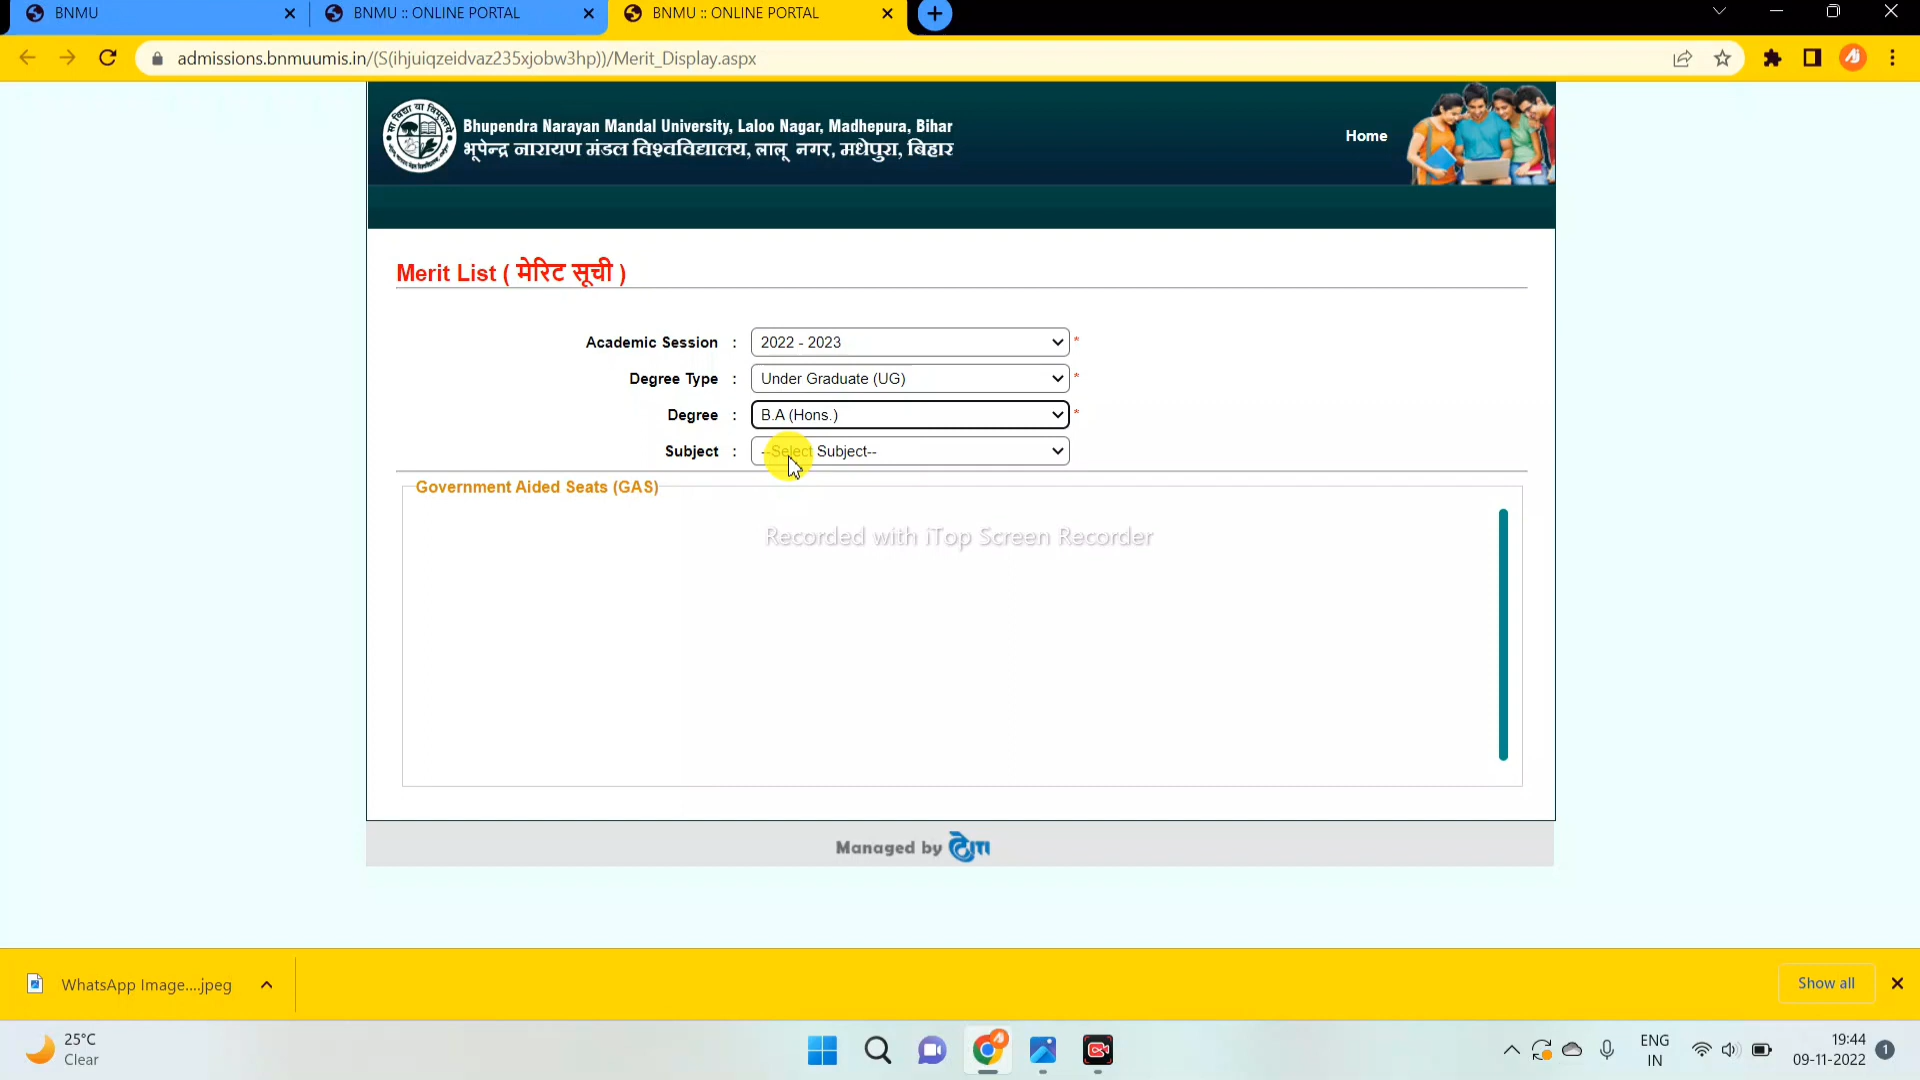 BNMU
BNMU :: ONLINE PORTAL
BNMU :: ONLINE PORTAL
admissions.bnmuumis.in/(S(ihjuiqzeidvaz235xjobw3hp))/Merit_Display.aspx
Bhupendra Narayan Mandal University, Laloo Nagar, Madhepura, Bihar
भूपेन्द्र नारायण मंडल विश्वविद्यालय, लालू नगर, मधेपुरा, बिहार
Home
Merit List ( मेरिट सूची )
Academic Session : 2022 - 2023 *
Degree Type : Under Graduate (UG) *
Degree : B.A (Hons.) *
Subject : --Select Subject--
Government Aided Seats (GAS)
Recorded with iTop Screen Recorder
Managed by
WhatsApp Image....jpeg
Show all
25°C
Clear
ENG
IN
19:44
09-11-2022
1